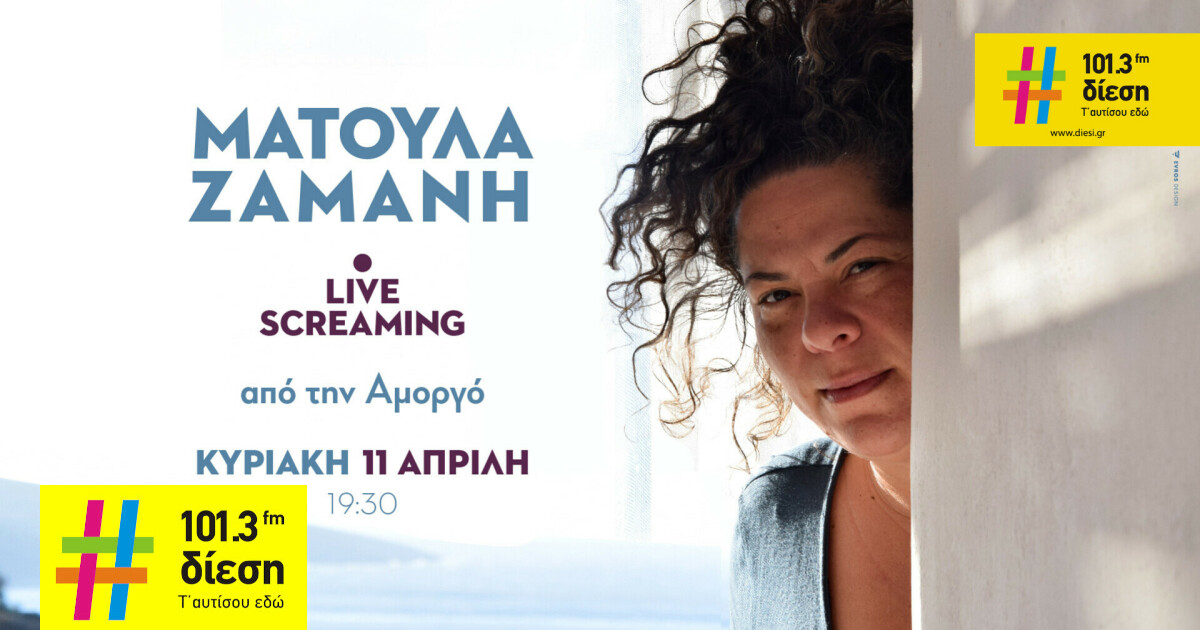 ΜΑΤΟΥΛΑ
ΖΑΜΑΝΗ
LIVE
SCREAMING
από την Αμοργό
ΚΥΡΙΑΚΗ 11 ΑΠΡΙΛΗ
19:30
101.3 fm
δίεση
Τ'αυτίσου εδώ
101.3 fm
δίεση
Τ'αυτίσου εδώ
www.diesi.gr